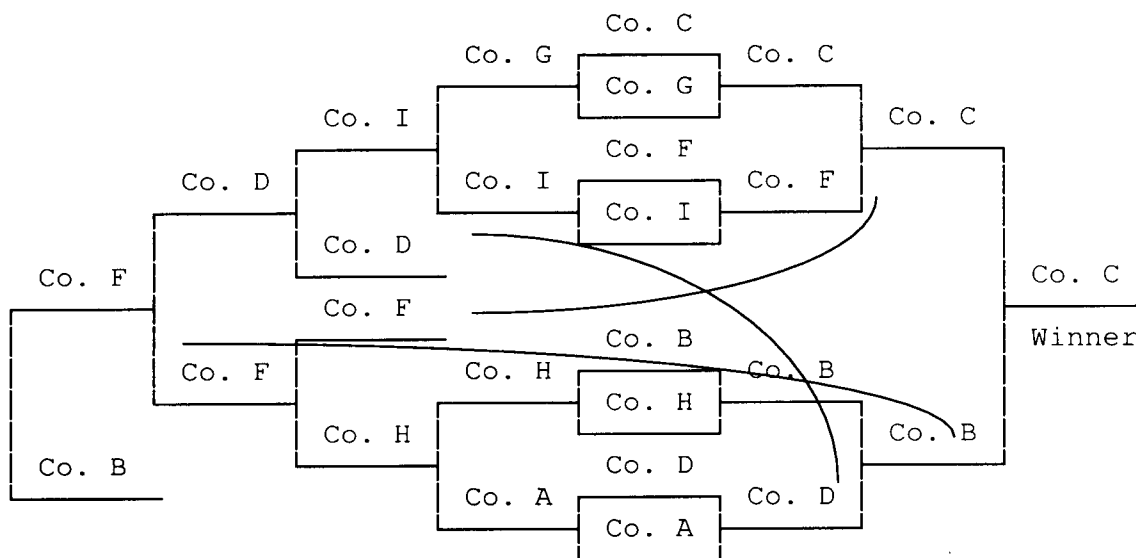 Co. C
Co. G Co. C
Co. G
Co. I Co. C
Co. F
Co. D Co. I Co. F
Co. I
Co. D
Co. F Co. C
Co. F
Winner
Co. B
Co. F Co. H Co. B
Co. H
Co. H Co. B
Co. B Co. D
Co. A Co. D
Co. A